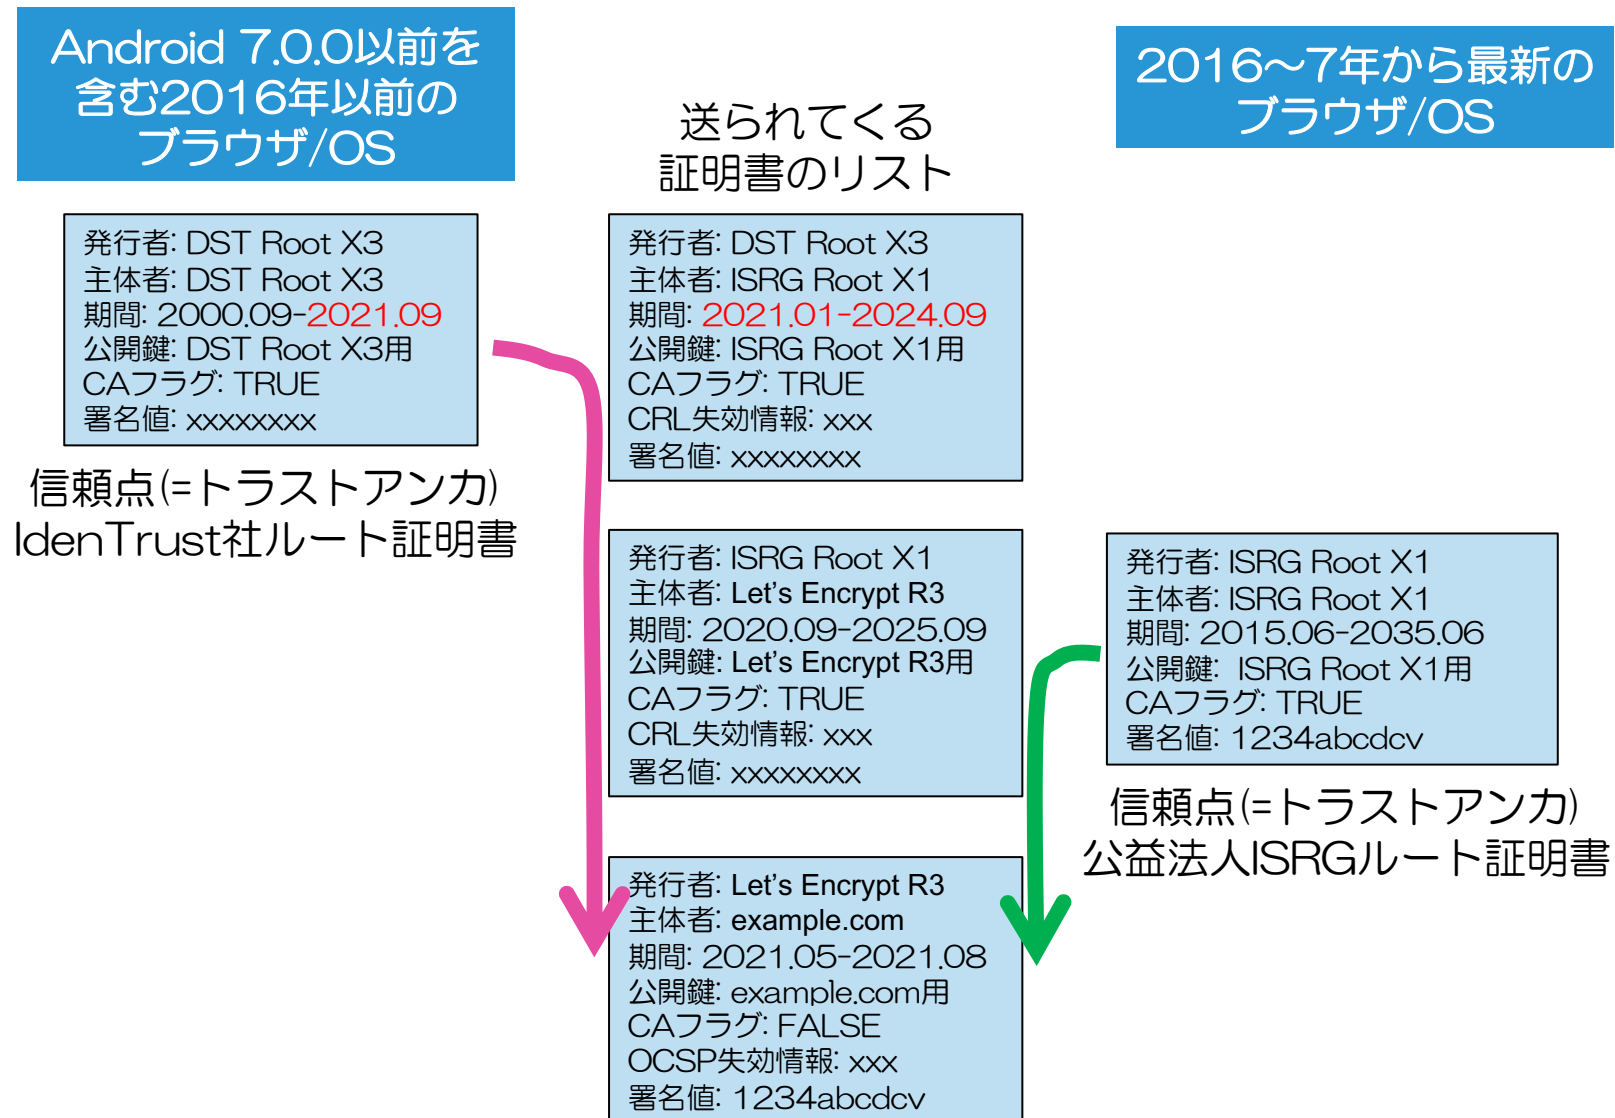 Android 7.0.0以前を
含む2016年以前の
ブラウザ/OS
送られてくる
証明書のリスト
2016〜7年から最新の
ブラウザ/OS
発行者: DST Root X3
主体者: DST Root X3
期間: 2000.09-2021.09
公開鍵: DST Root X3用
CAフラグ: TRUE
署名値: xxxxxxxx
信頼点(=トラストアンカ)
IdenTrust社ルート証明書
発行者: DST Root X3
主体者: ISRG Root X1
期間: 2021.01-2024.09
公開鍵: ISRG Root X1用
CAフラグ: TRUE
CRL失効情報: xxx
署名値: xxxxxxxx
発行者: ISRG Root X1
主体者: Let’s Encrypt R3
期間: 2020.09-2025.09
公開鍵: Let’s Encrypt R3用
CAフラグ: TRUE
CRL失効情報: xxx
署名値: xxxxxxxx
発行者: ISRG Root X1
主体者: ISRG Root X1
期間: 2015.06-2035.06
公開鍵: ISRG Root X1用
CAフラグ: TRUE
署名値: 1234abcdcv
信頼点(=トラストアンカ)
公益法人ISRGルート証明書
発行者: Let’s Encrypt R3
主体者: example.com
期間: 2021.05-2021.08
公開鍵: example.com用
CAフラグ: FALSE
OCSP失効情報: xxx
署名値: 1234abcdcv